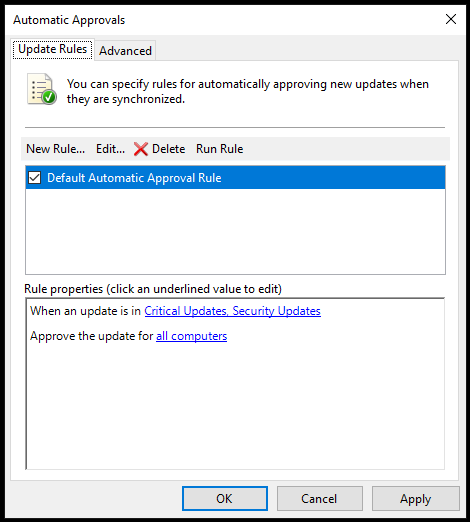 Automatic Approvals
Update Rules Advanced
You can specify rules for automatically approving new updates when
they are synchronized.
New Rule... Edit... Delete Run Rule
Default Automatic Approval Rule
Rule properties (click an underlined value to edit)
When an update is in Critical Updates, Security Updates
Approve the update for all computers
OK Cancel Apply